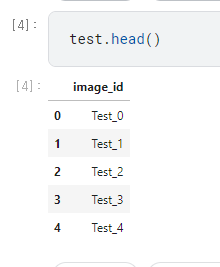 [4]:
test.head()
[4]:
image_id
0 Test_0
1 Test_1
2 Test_2
3 Test_3
4 Test_4